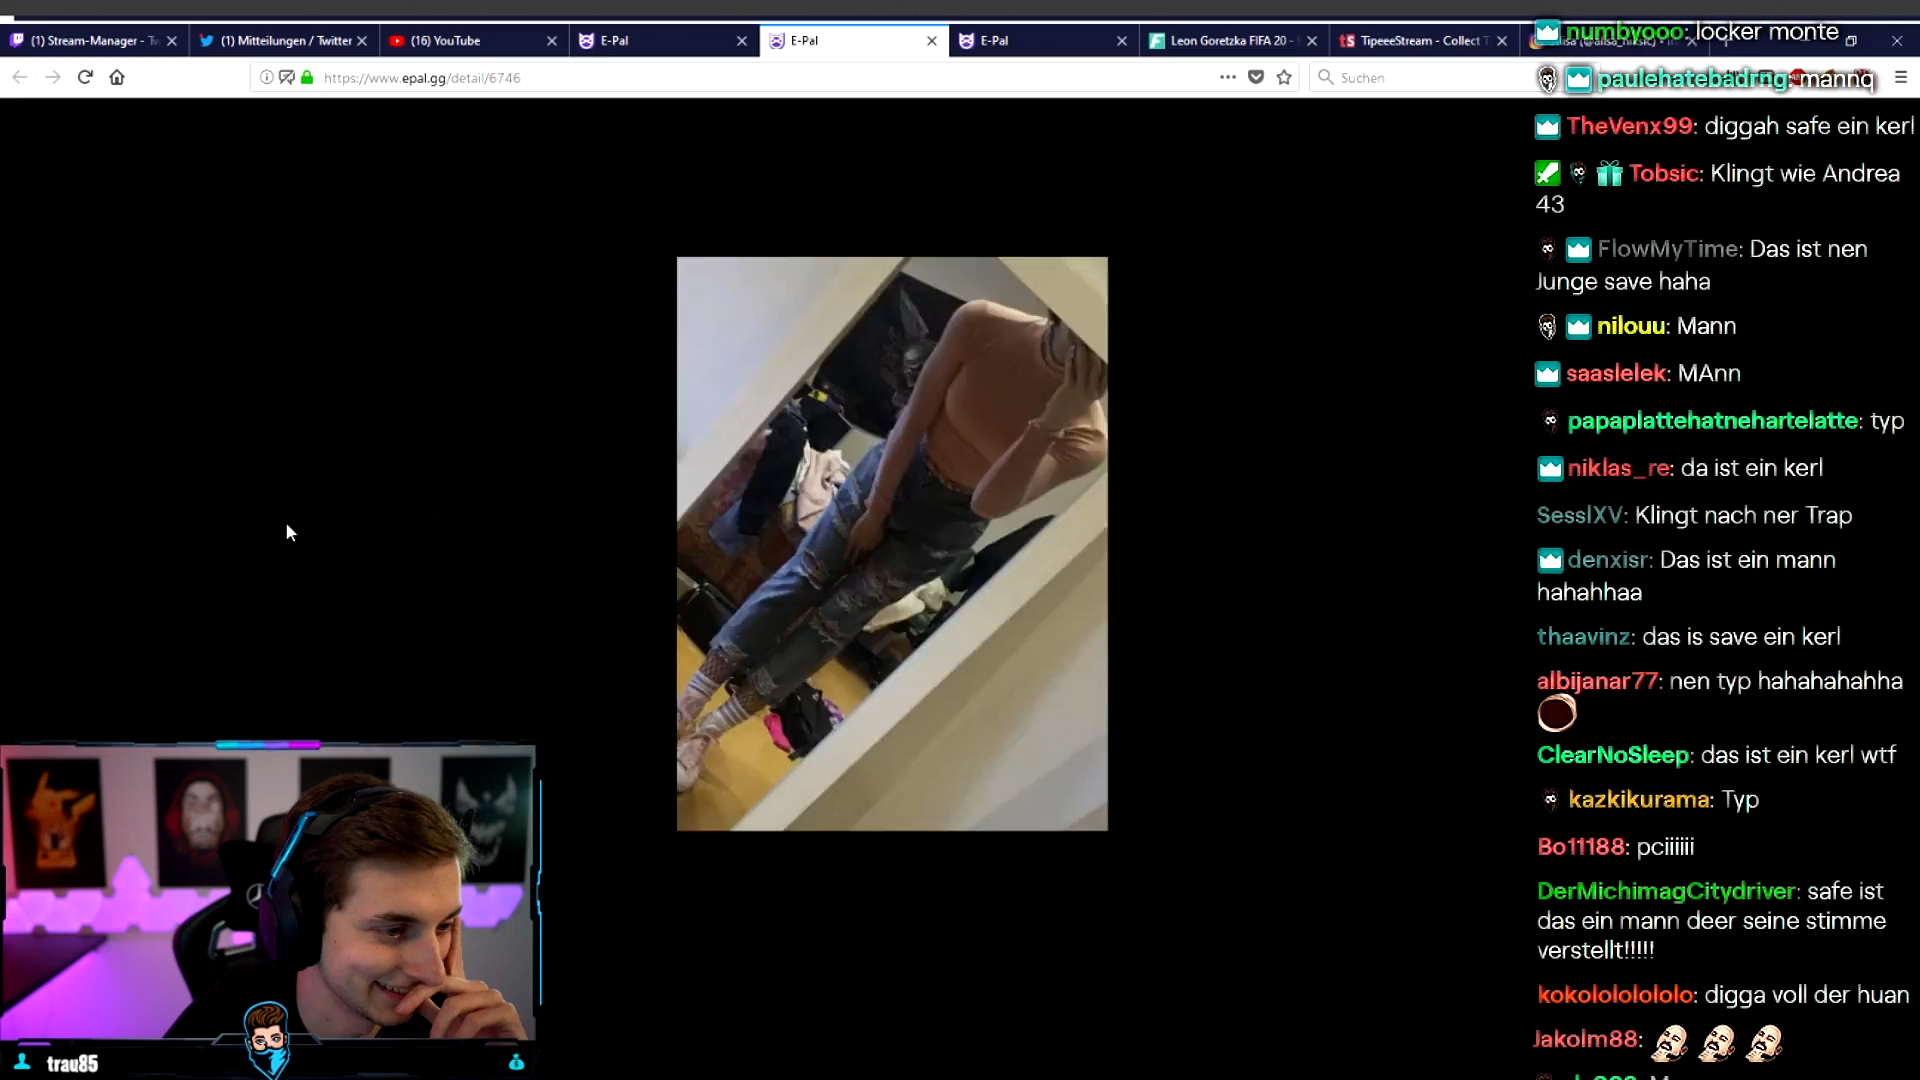 (1) Stream-Manager - Tw
(1) Mitteilungen / Twitter
(16) YouTube
E-Pal
E-Pal
E-Pal
Leon Goretzka FIFA 20 -
TipeeeStream - Collect T
https://www.epal.gg/detail/6746
Suchen
numbyooo: locker monte
paulehatebadrng: mannq
TheVenx99: diggah safe ein kerl
Tobsic: Klingt wie Andrea
43
FlowMyTime: Das ist nen
Junge save haha
nilouu: Mann
saaslelek: MAnn
papaplattehatnehartelatte: typ
niklas_re: da ist ein kerl
SesslXV: Klingt nach ner Trap
denxisr: Das ist ein mann
hahahhaa
thaavinz: das is save ein kerl
albijanar77: nen typ hahahahahha
ClearNoSleep: das ist ein kerl wtf
kazkikurama: Typ
Bo11188: pciiiiii
DerMichimagCitydriver: safe ist
das ein mann deer seine stimme
verstellt!!!!!
kokolololololo: digga voll der huan
Jakolm88:
trau85